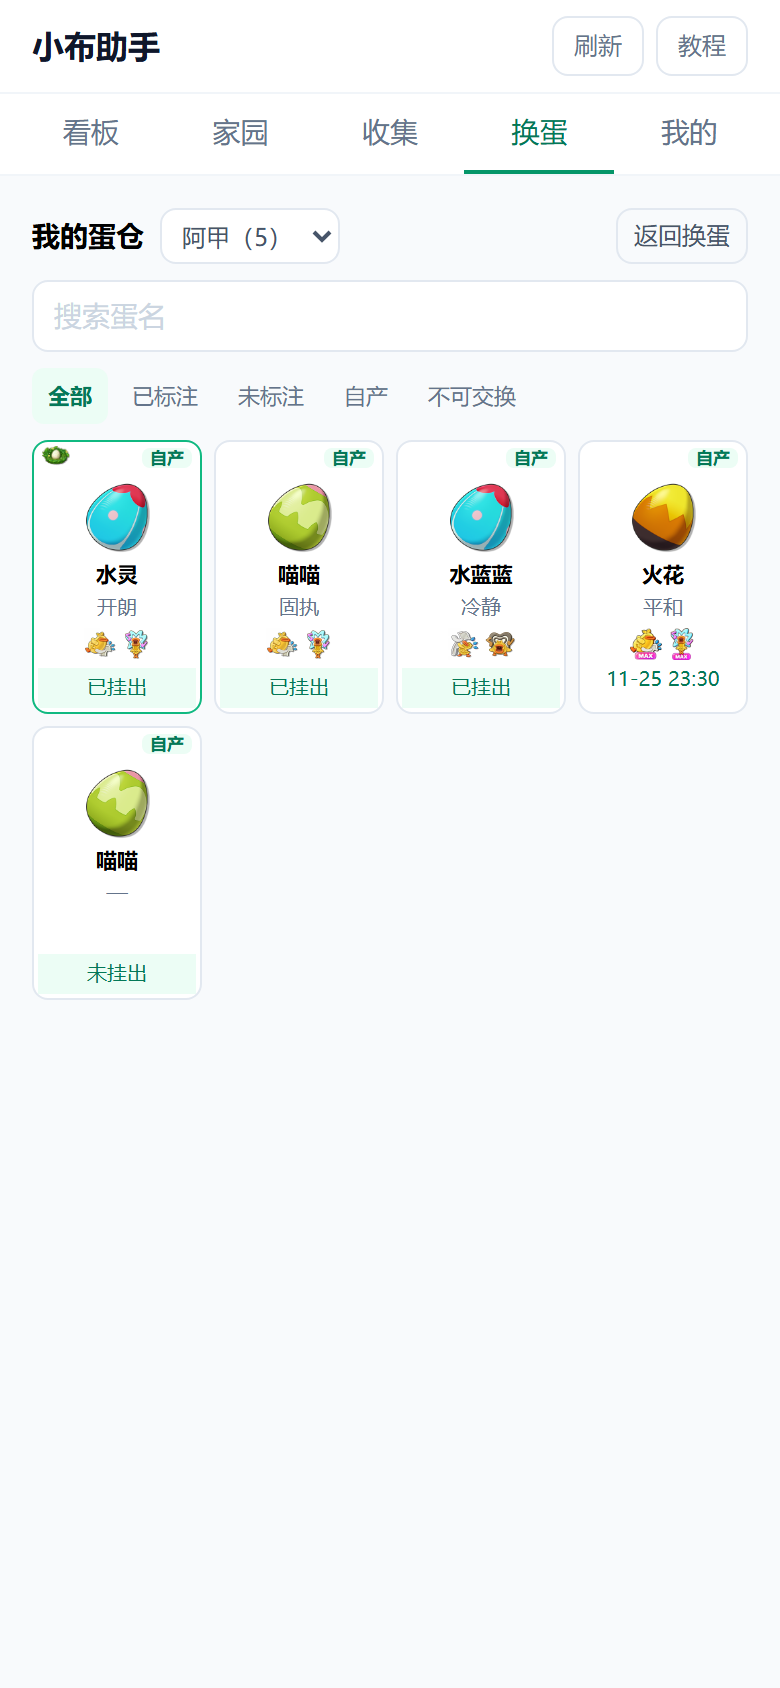 小布助手
刷新
教程
看板
家园
收集
换蛋
我的
我的蛋仓
阿甲（5）
返回换蛋
搜索蛋名
全部
已标注
未标注
自产
不可交换
自产
水灵
开朗
已挂出
自产
喵喵
固执
已挂出
自产
水蓝蓝
冷静
已挂出
自产
火花
平和
MAX MAX
11-25 23:30
自产
喵喵
—
未挂出